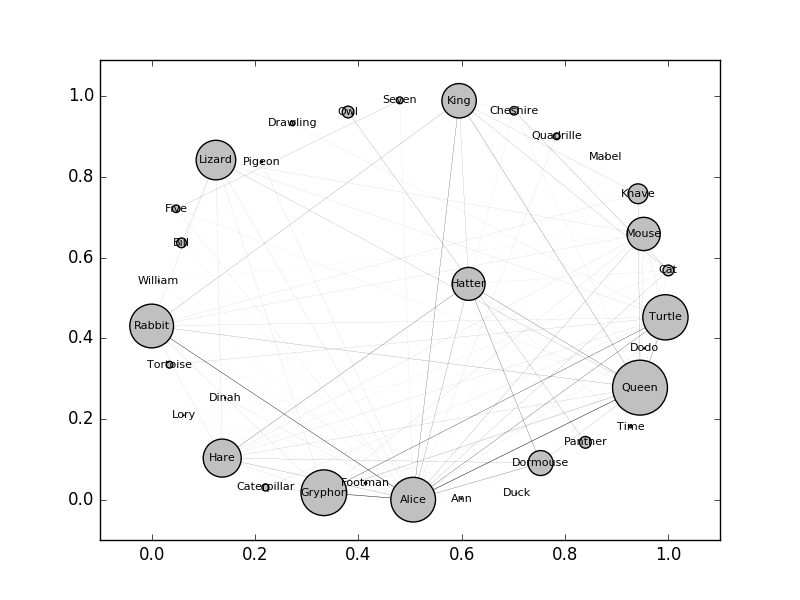 1.0
0.8
0.6
0.4
0.2
0.0
Seven
King
Cheshire
Owl
Drawling
Quadrille
Mabel
Lizard
Pigeon
Five
Knave
Bill
Mouse
William
Hatter
Cat
Rabbit
Turtle
Tortoise
Dodo
Dinah
Queen
Lory
Time
Hare
Panther
Dormouse
Caterpillar
Gryphon
Footman
Alice
Ann
Duck
0.0 0.2 0.4 0.6 0.8 1.0